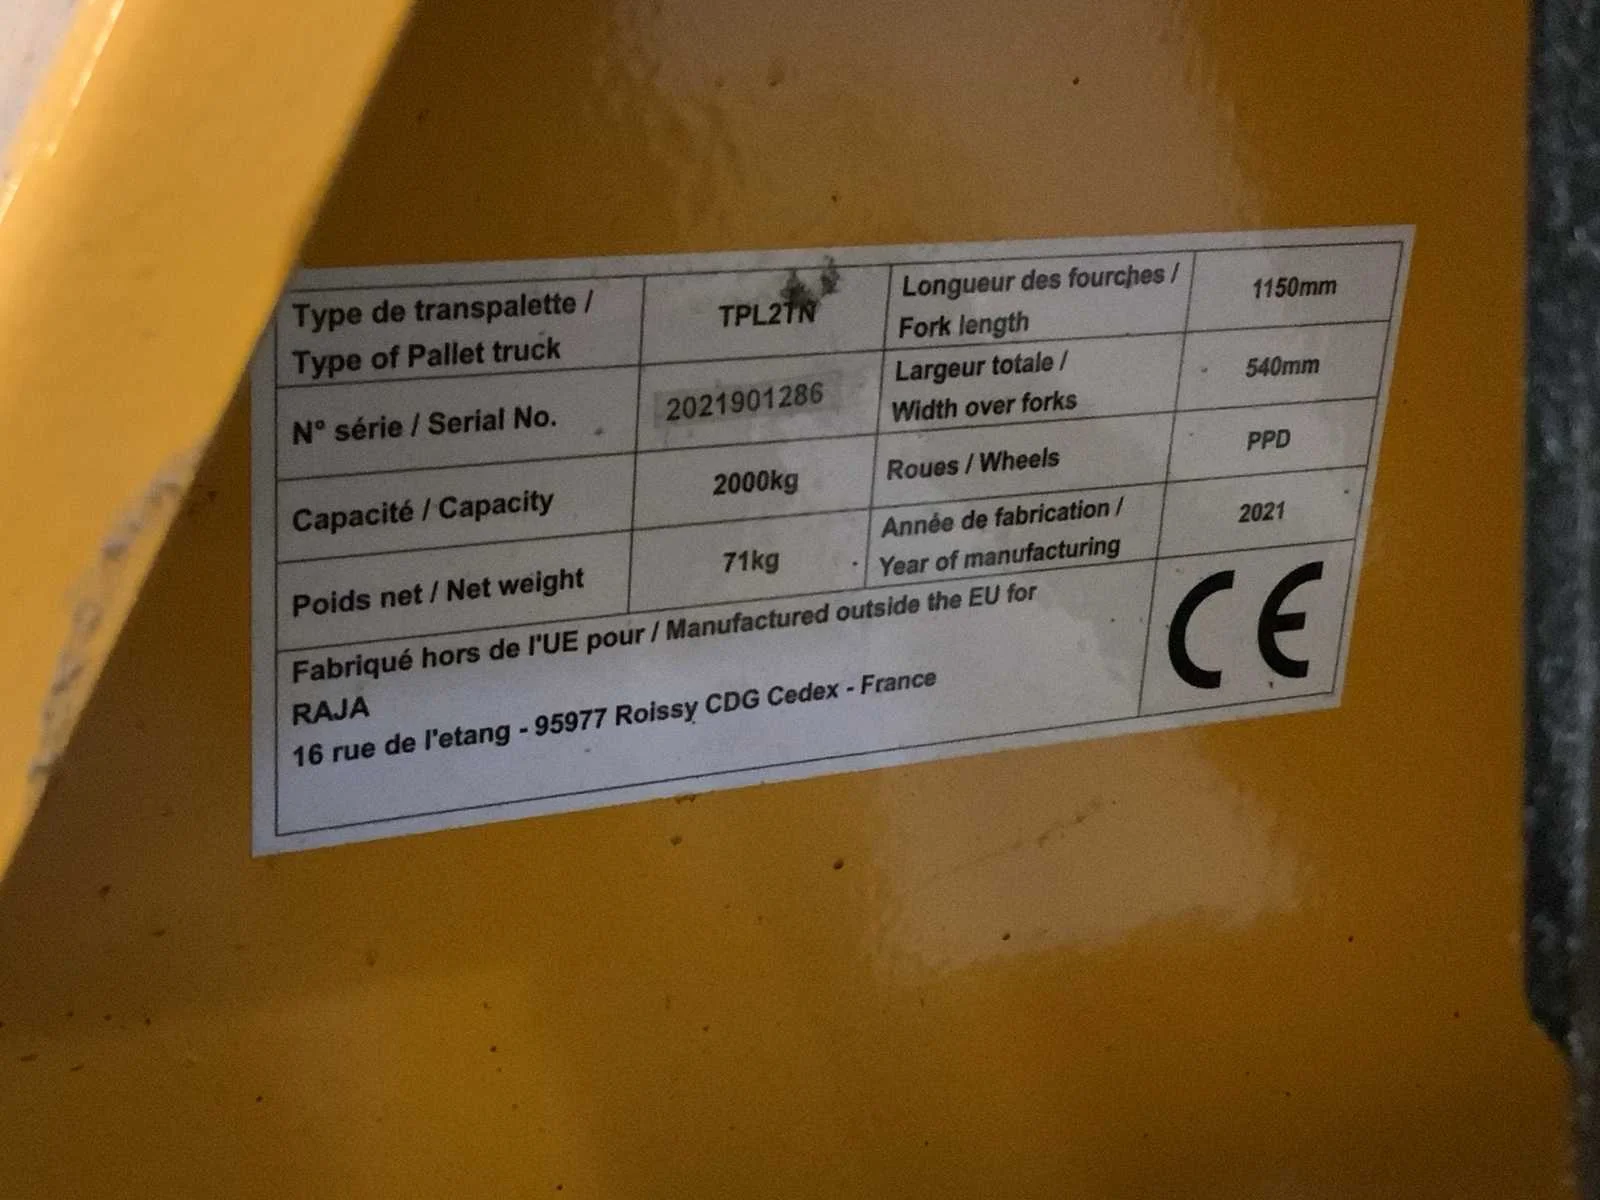 Type de transpalette /
Type of Pallet truck
TPL2TN
Longueur des fourches /
Fork length
1150mm
N° série / Serial No.
2021901286
Largeur totale /
Width over forks
540mm
Capacité / Capacity
2000kg
Roues / Wheels
PPD
Poids net / Net weight
71kg
Année de fabrication /
Year of manufacturing
2021
Fabriqué hors de l'UE pour / Manufactured outside the EU for
RAJA
16 rue de l'etang - 95977 Roissy CDG Cedex - France
CE